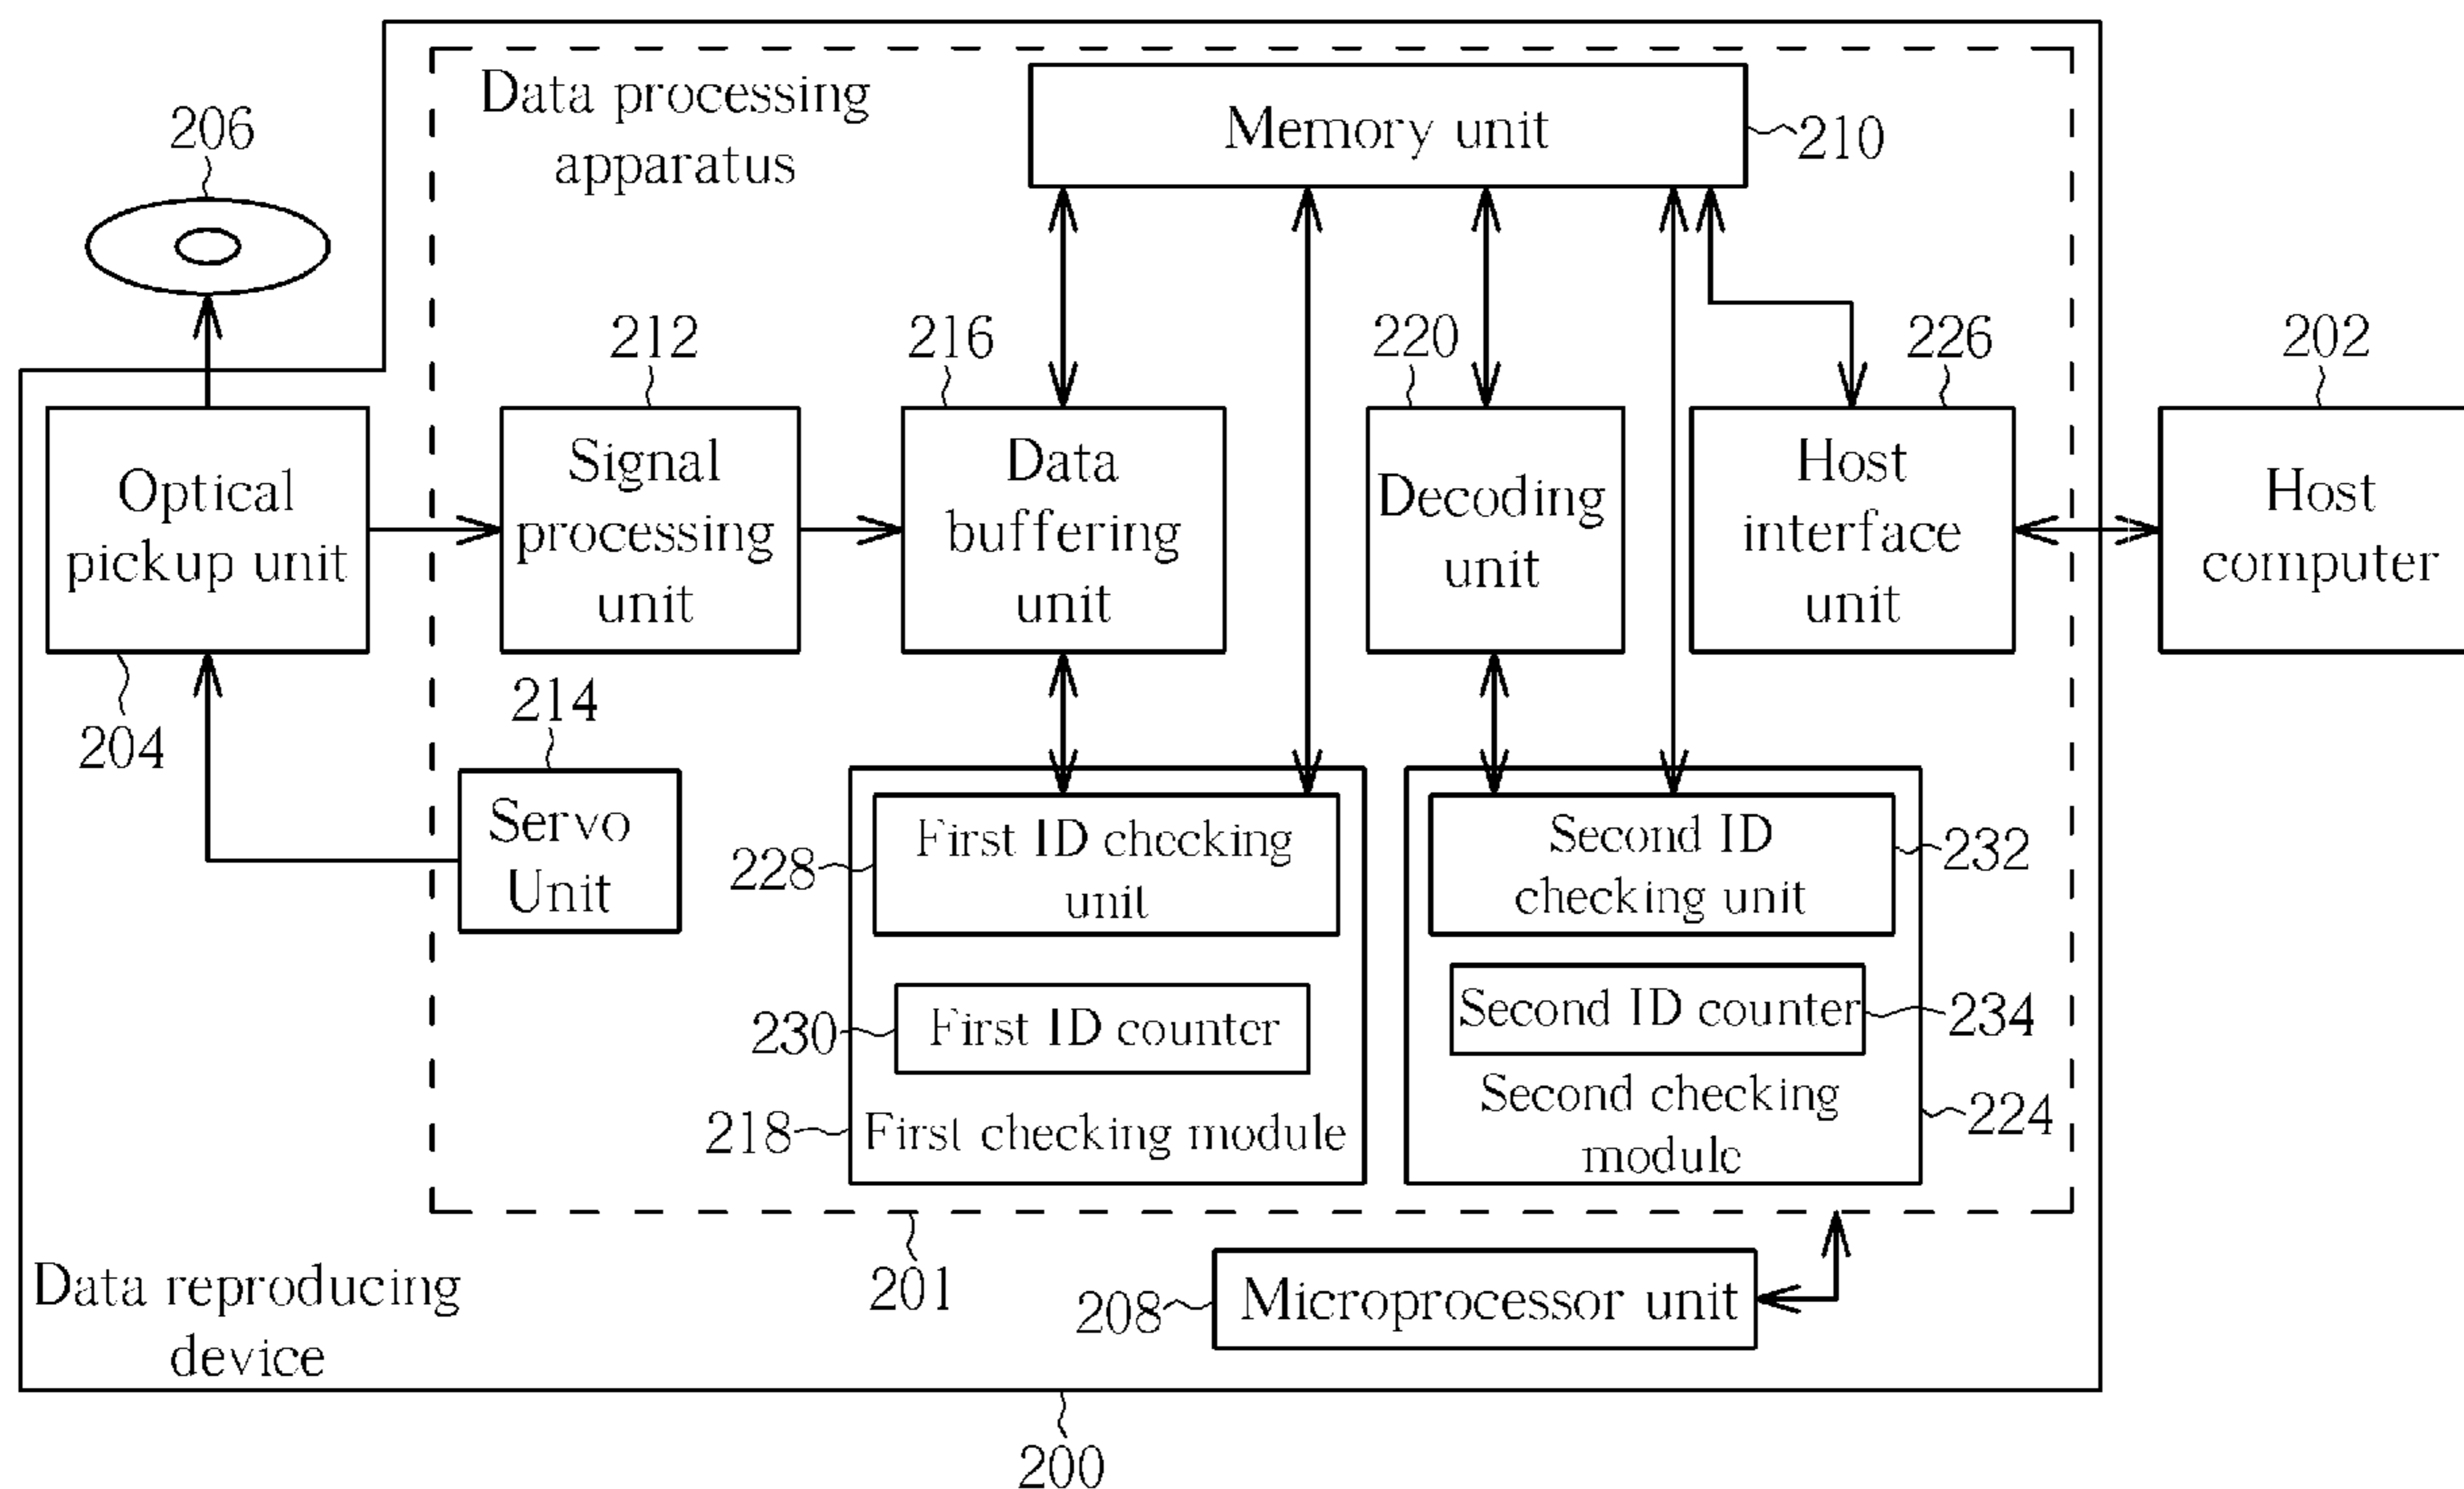 Data processing
apparatus
Memory unit
210
206
212
216
220
226
202
Optical
pickup unit
Signal
processing
unit
Data
buffering
unit
Decoding
unit
Host
interface
unit
Host
computer
204
214
Servo
Unit
228
First ID checking
unit
Second ID
checking unit
232
230
First ID counter
Second ID counter
234
218
First checking module
Second checking
module
224
201
208
Microprocessor unit
Data reproducing
device
200